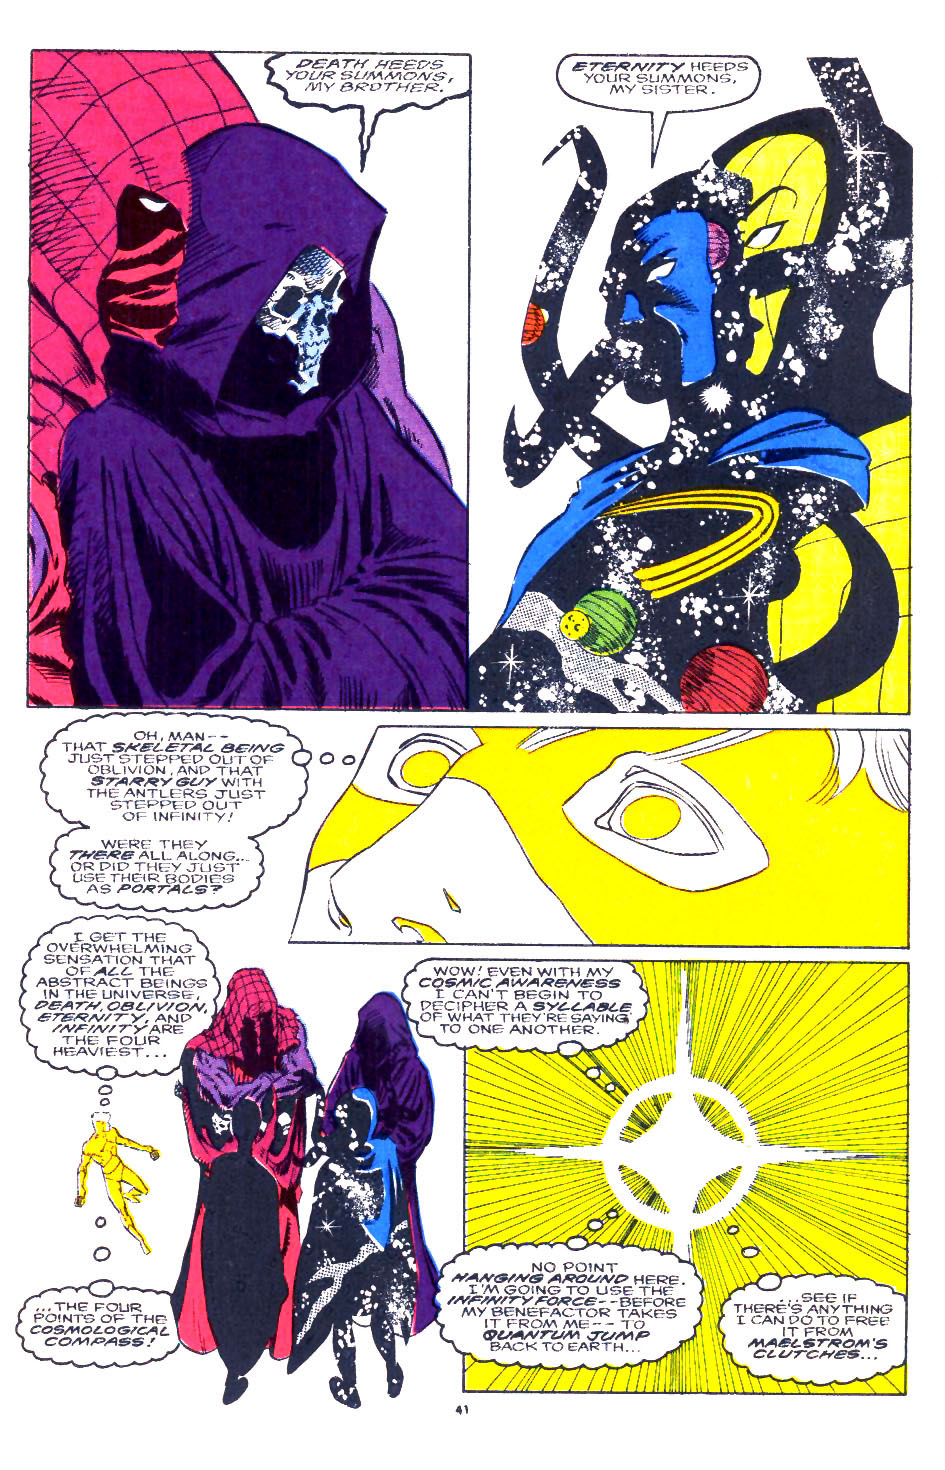 DEATH HEEDS
YOUR SUMMONS,
MY BROTHER.
ETERNITY HEEDS
YOUR SUMMONS,
MY SISTER.
OH, MAN--
THAT SKELETAL BEING
JUST STEPPED OUT OF
OBLIVION, AND THAT
STARRY GUY WITH
THE ANTLERS JUST
STEPPED OUT
OF INFINITY!
WERE THEY
THERE ALL ALONG...
OR DID THEY JUST
USE THEIR BODIES
AS PORTALS?
I GET THE
OVERWHELMING
SENSATION THAT
OF ALL THE
ABSTRACT BEINGS
IN THE UNIVERSE,
DEATH, OBLIVION,
ETERNITY, AND
INFINITY ARE
THE FOUR
HEAVIEST...
...THE FOUR
POINTS OF THE
COSMOLOGICAL
COMPASS!
WOW! EVEN WITH MY
COSMIC AWARENESS
I CAN'T BEGIN TO
DECIPHER A SYLLABLE
OF WHAT THEY'RE SAYING
TO ONE ANOTHER.
NO POINT
HANGING AROUND HERE.
I'M GOING TO USE THE
INFINITY FORCE--BEFORE
MY BENEFACTOR TAKES
IT FROM ME--TO
QUANTUM JUMP
BACK TO EARTH...
...SEE IF
THERE'S ANYTHING
I CAN DO TO FREE
IT FROM
MAELSTROM'S
CLUTCHES...
41